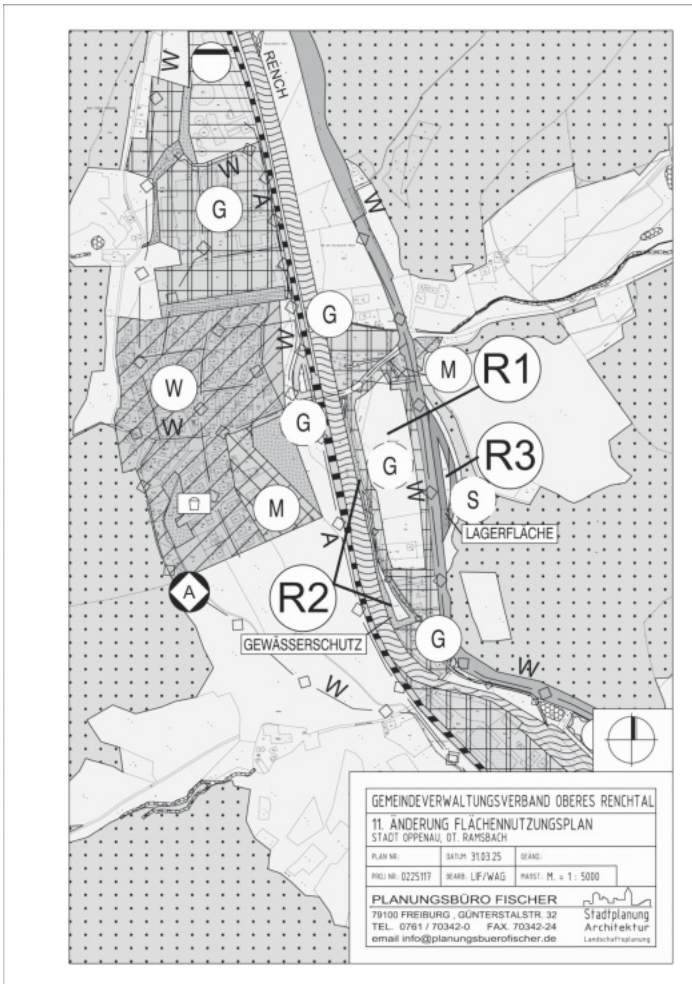 W
RENCH
W
A
G
W
G
W
W
W
G
M
R1
G
W
R3
S
LAGERFLÄCHE
M
A
A
R2
GEWÄSSERSCHUTZ
G
W
W
GEMEINDEVERWALTUNGSVERBAND OBERES RENCHTAL
11. ÄNDERUNG FLÄCHENNUTZUNGSPLAN
STADT OPPENAU, OT. RAMSBACH
PLAN NR: DATUM: 31.03.25 GEÄND.:
PROJ NR: 0225117 BEARB: LIF/WAG MAßST.: M. = 1 : 5000
PLANUNGSBÜRO FISCHER
79100 FREIBURG , GÜNTERSTALSTR. 32
TEL. 0761 / 70342-0 FAX. 70342-24
email info@planungsbuerofischer.de
Stadtplanung
Architektur
Landschaftsplanung